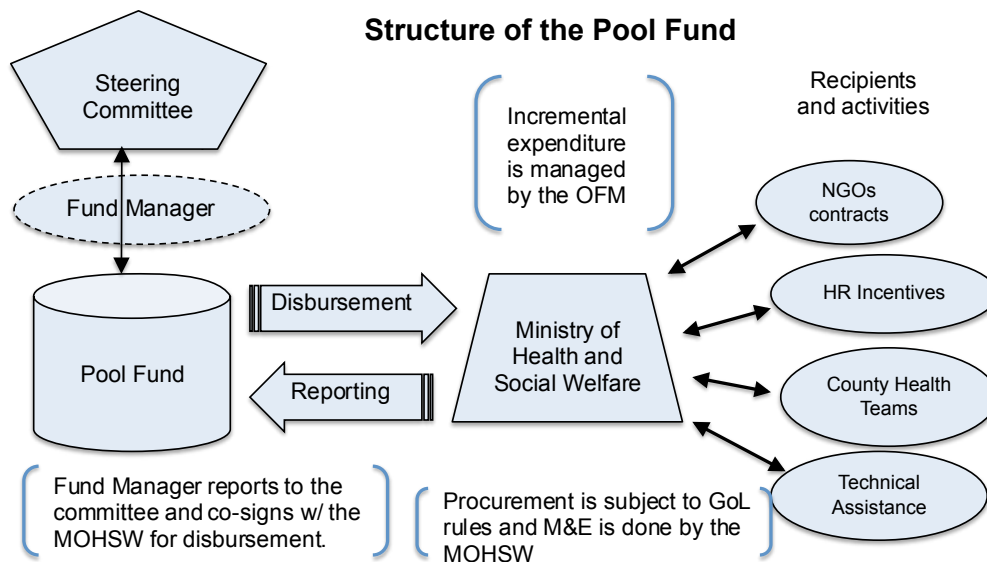 Structure of the Pool Fund
Steering
Committee
Fund Manager
Pool Fund
Disbursement
Reporting
Incremental
expenditure
is managed
by the OFM
Ministry of
Health and
Social Welfare
Recipients
and activities
NGOs
contracts
HR Incentives
County Health
Teams
Technical
Assistance
Fund Manager reports to the
committee and co-signs w/ the
MOHSW for disbursement.
Procurement is subject to GoL
rules and M&E is done by the
MOHSW